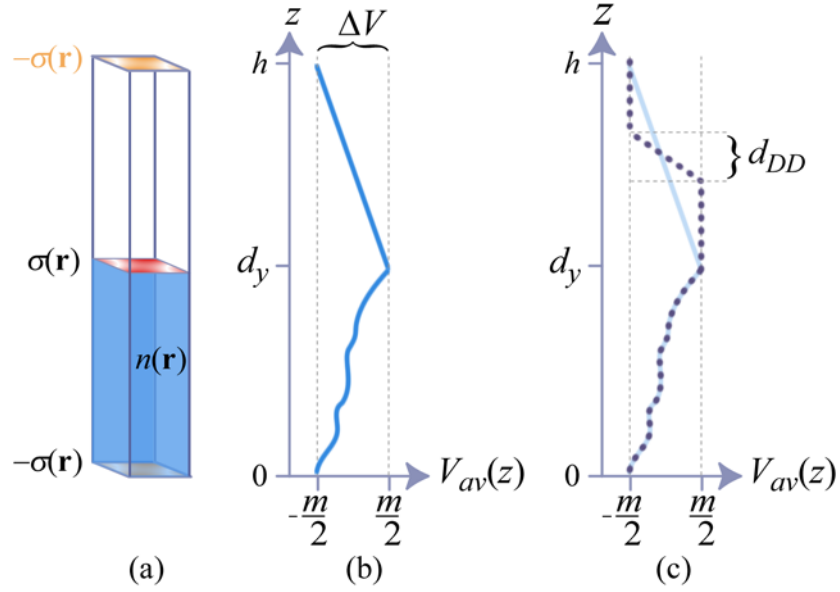 −σ(r)
σ(r)
n(r)
−σ(r)
(a)
z
ΔV
h
d_y
0
V_av(z)
-m/2
m/2
(b)
z
h
} d_DD
d_y
0
V_av(z)
-m/2
m/2
(c)